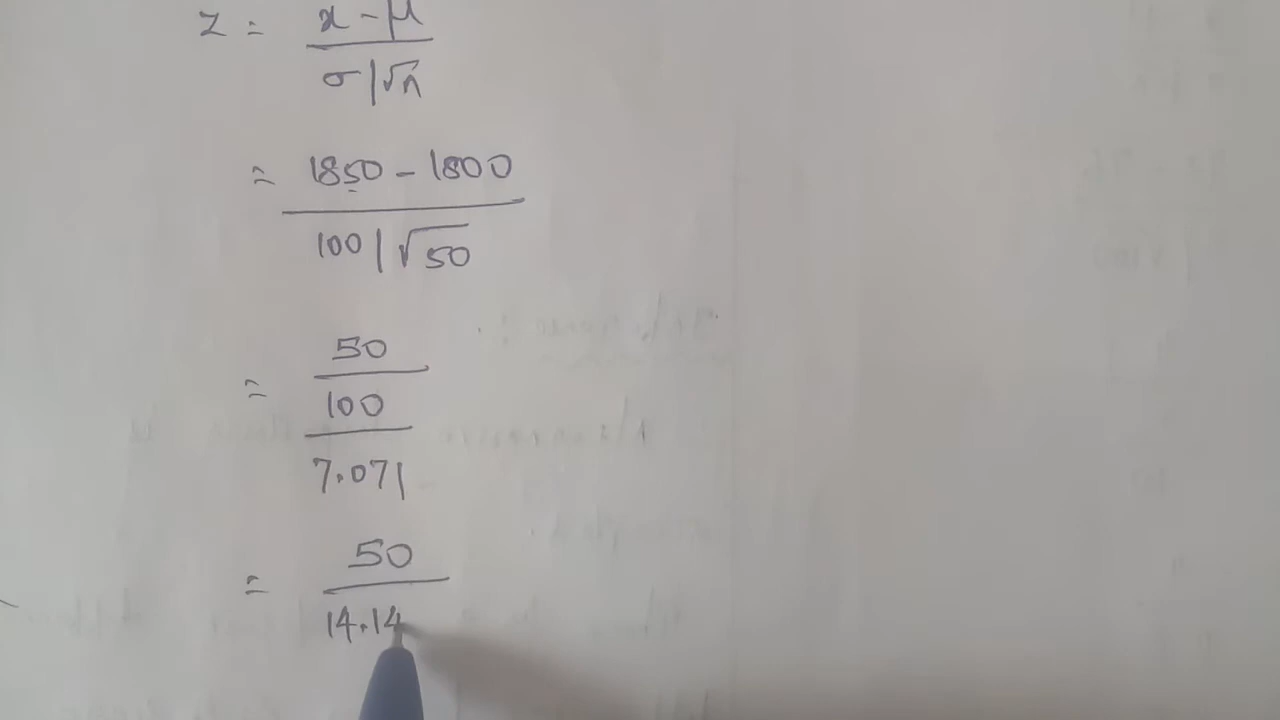 z = x - μ
σ/√n
= 1850 - 1800
100/√50
50
= 100
7.071
= 50
14.14